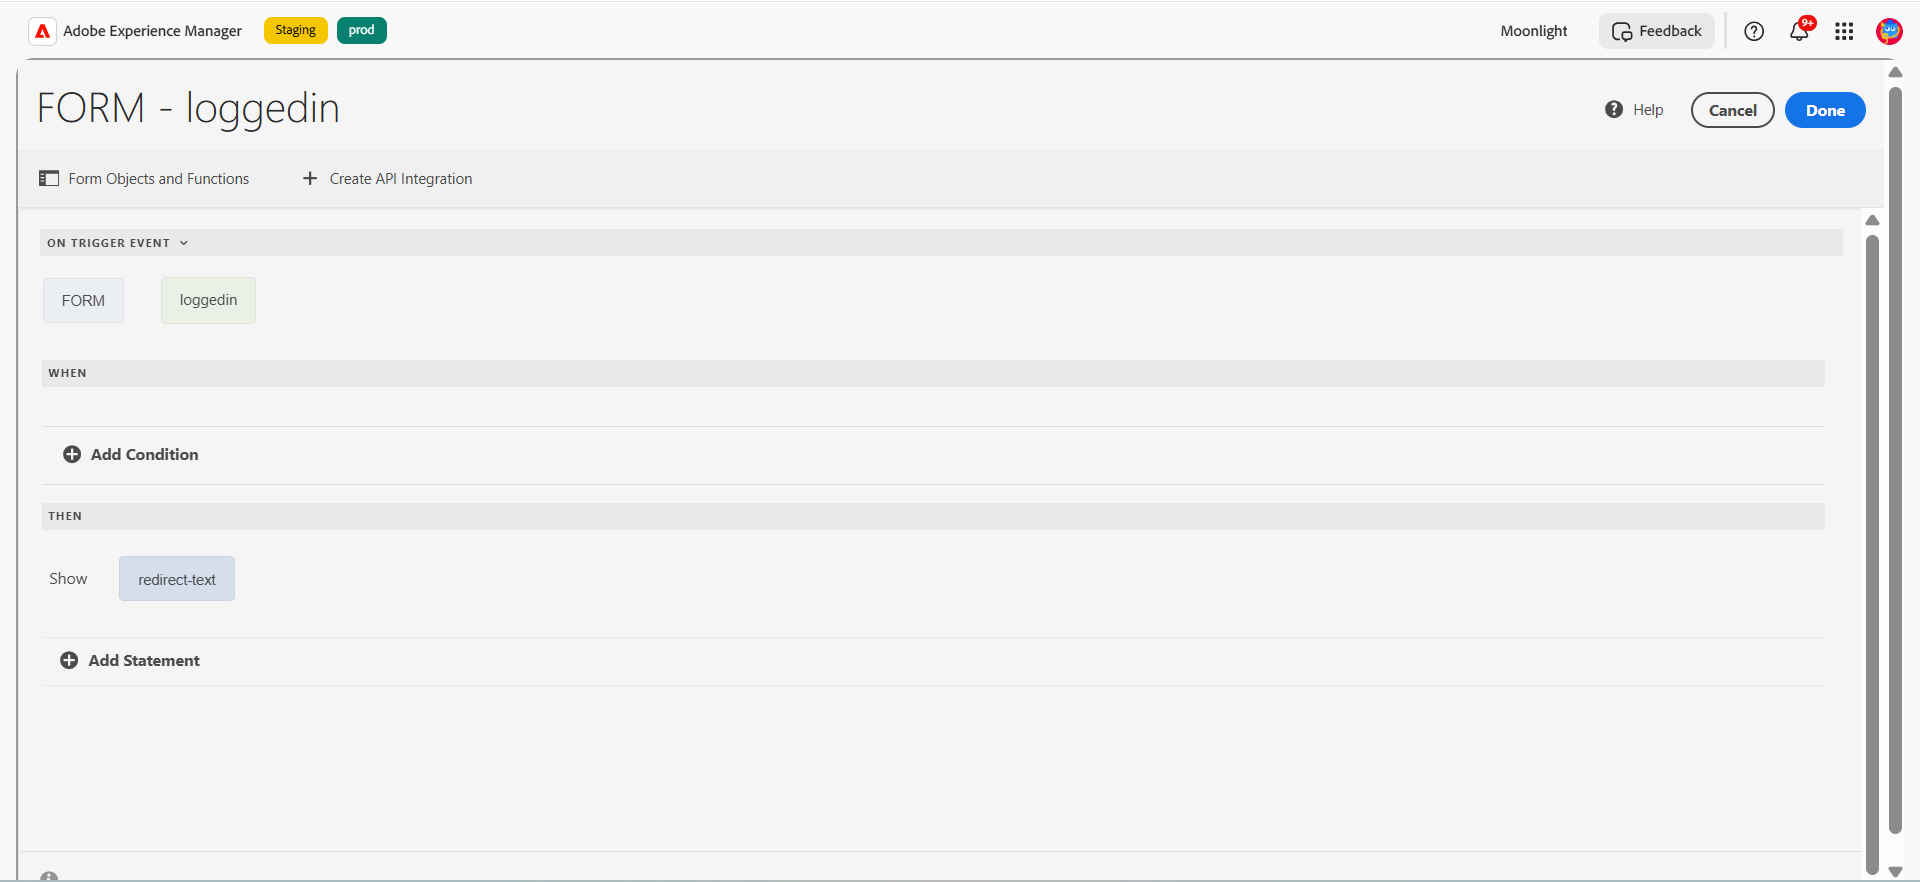 Adobe Experience Manager Staging prod Moonlight Feedback 9+
FORM - loggedin
Help Cancel Done
Form Objects and Functions Create API Integration
ON TRIGGER EVENT
FORM loggedin
WHEN
Add Condition
THEN
Show redirect-text
Add Statement